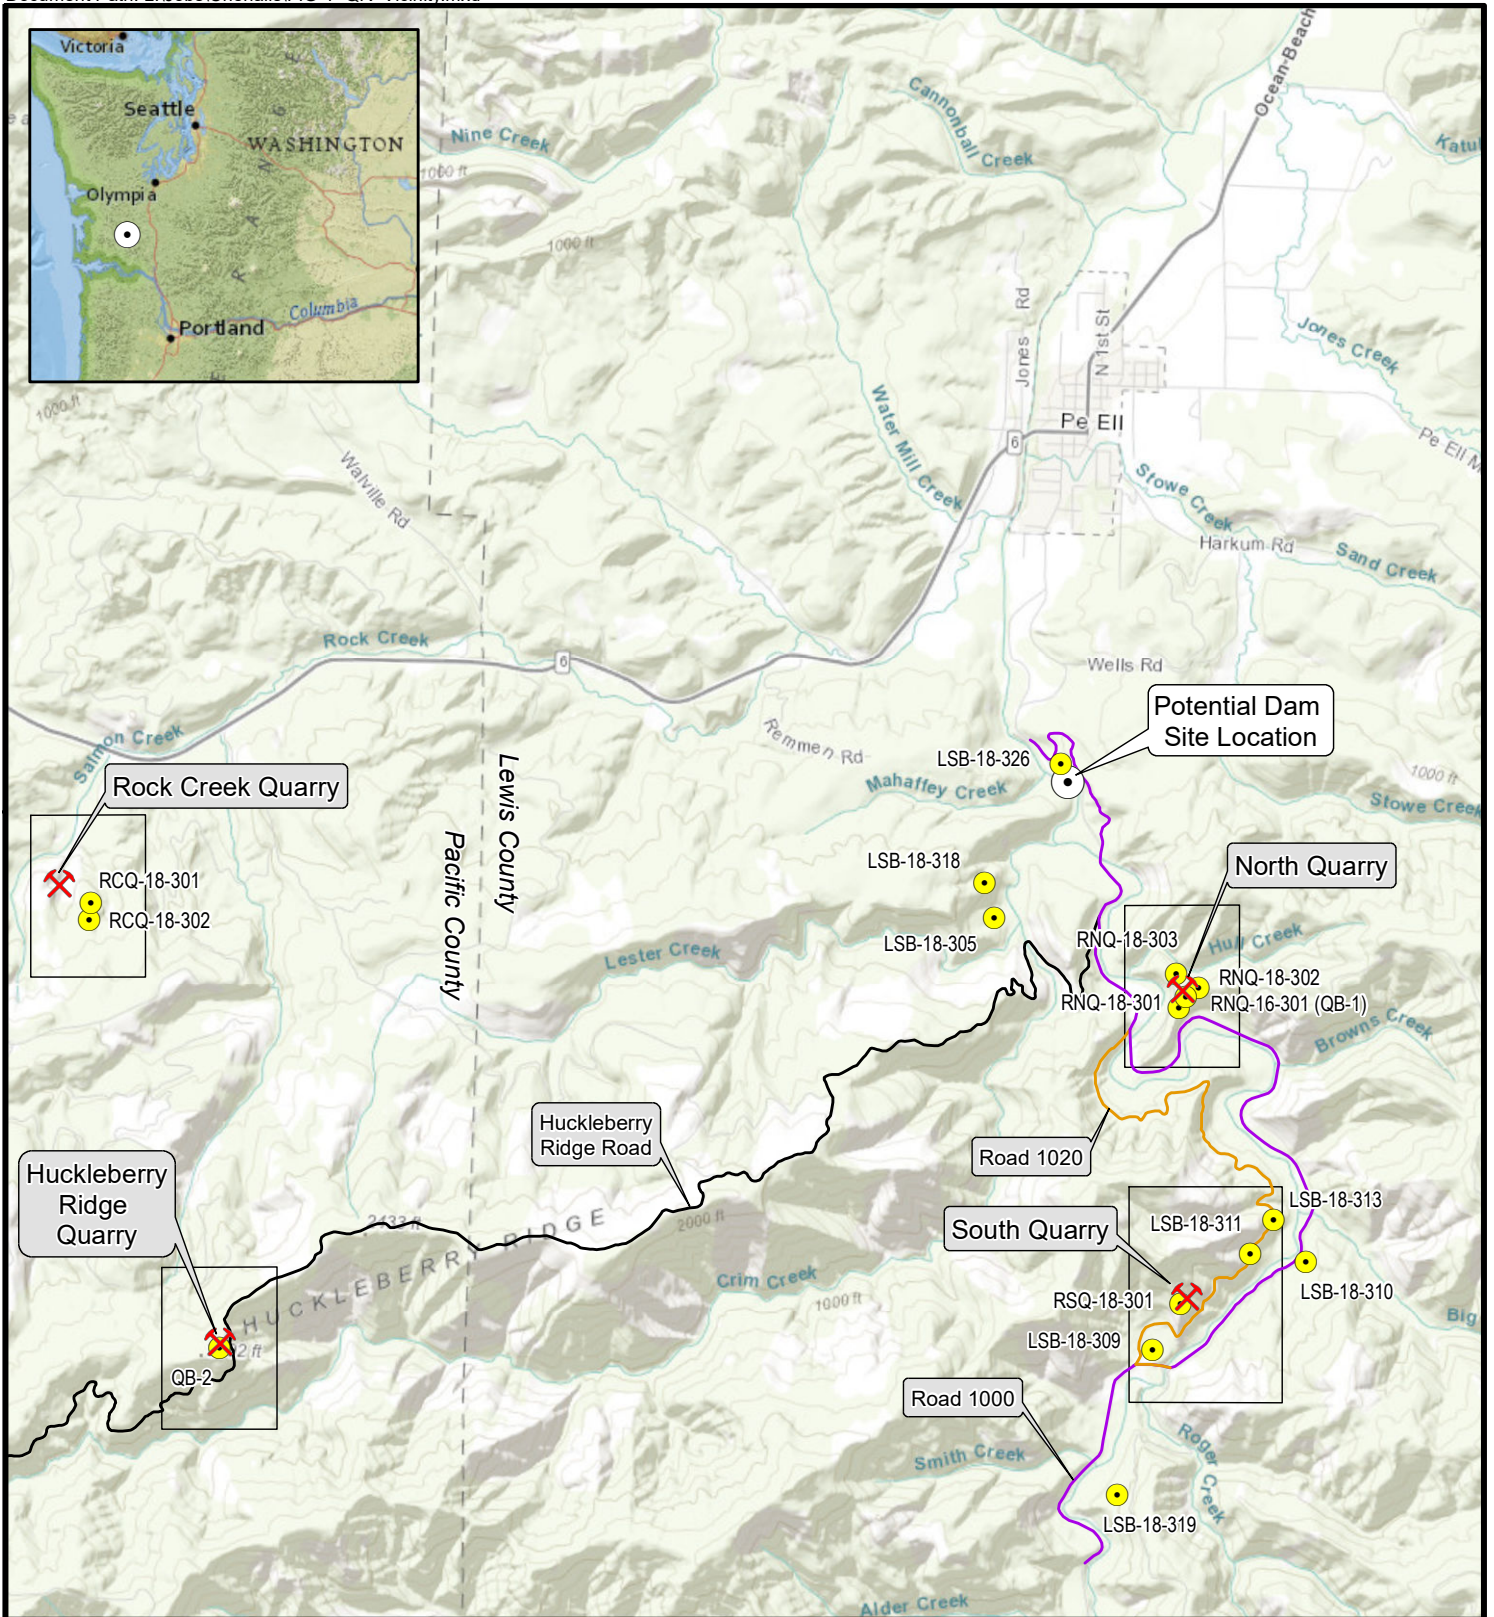 Victoria
Seattle
WASHINGTON
Olympia
Portland
Columbia
Nine Creek
1000 ft
1000 ft
1000 ft
Cannonball
Creek
Ocean-Beach
Jones Creek
Jones Rd
N 1st St
Pe Ell
6
Water Mill Creek
Walville Rd
Stowe Creek
Harkum Rd
Sand Creek
Rock Creek
6
Wells Rd
Salmon Creek
Remmen Rd
Potential Dam
Site Location
LSB-18-326
Mahaffey Creek
1000 ft
Stowe Creek
Rock Creek Quarry
Lewis County
Pacific County
RCQ-18-301
RCQ-18-302
LSB-18-318
LSB-18-305
North Quarry
Lester Creek
RNQ-18-303
Hull Creek
RNQ-18-302
RNQ-18-301
RNQ-16-301 (QB-1)
Browns Creek
Huckleberry
Ridge Road
Road 1020
Huckleberry
Ridge
Quarry
HUCKLEBERRY RIDGE
2000 ft
LSB-18-313
LSB-18-311
South Quarry
Crim Creek
1000 ft
LSB-18-310
RSQ-18-301
LSB-18-309
Big
QB-2
Road 1000
Smith Creek
Roger Creek
LSB-18-319
Alder Creek